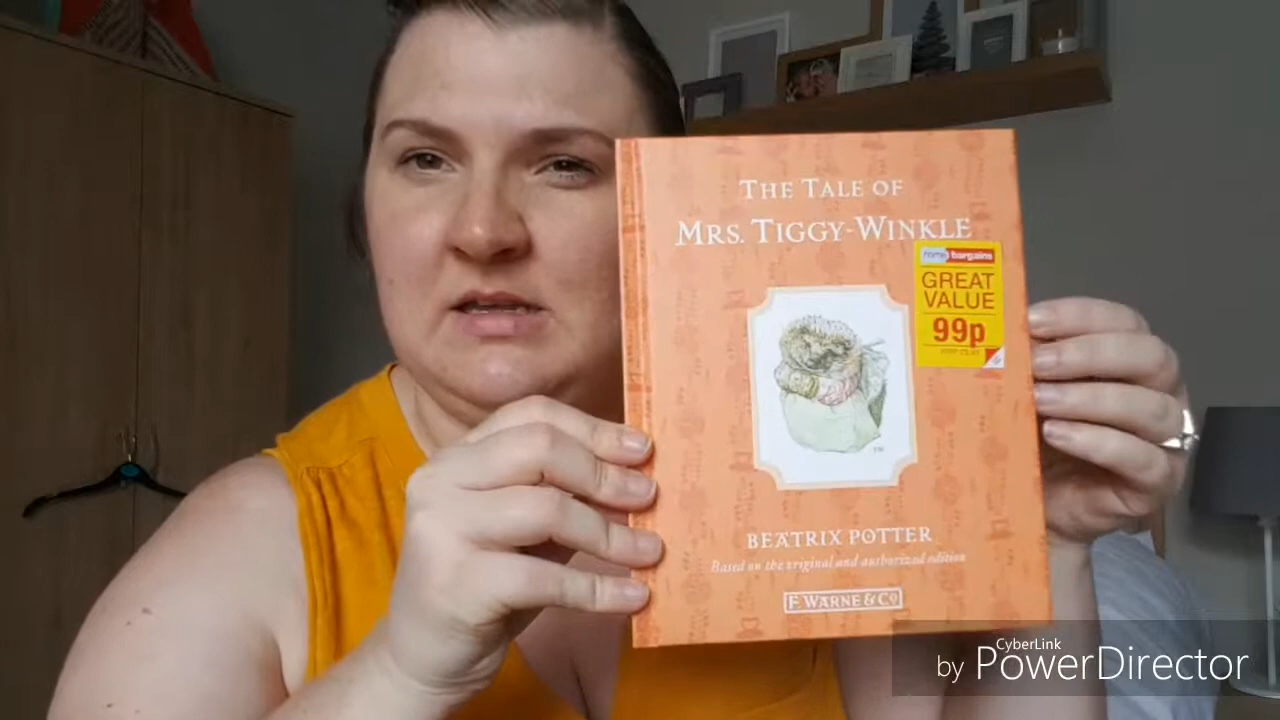 THE TALE OF
MRS. TIGGY-WINKLE
home bargains
GREAT
VALUE
99p
BEATRIX POTTER
Based on the original and authorized edition
F. WARNE & Co
CyberLink
by PowerDirector